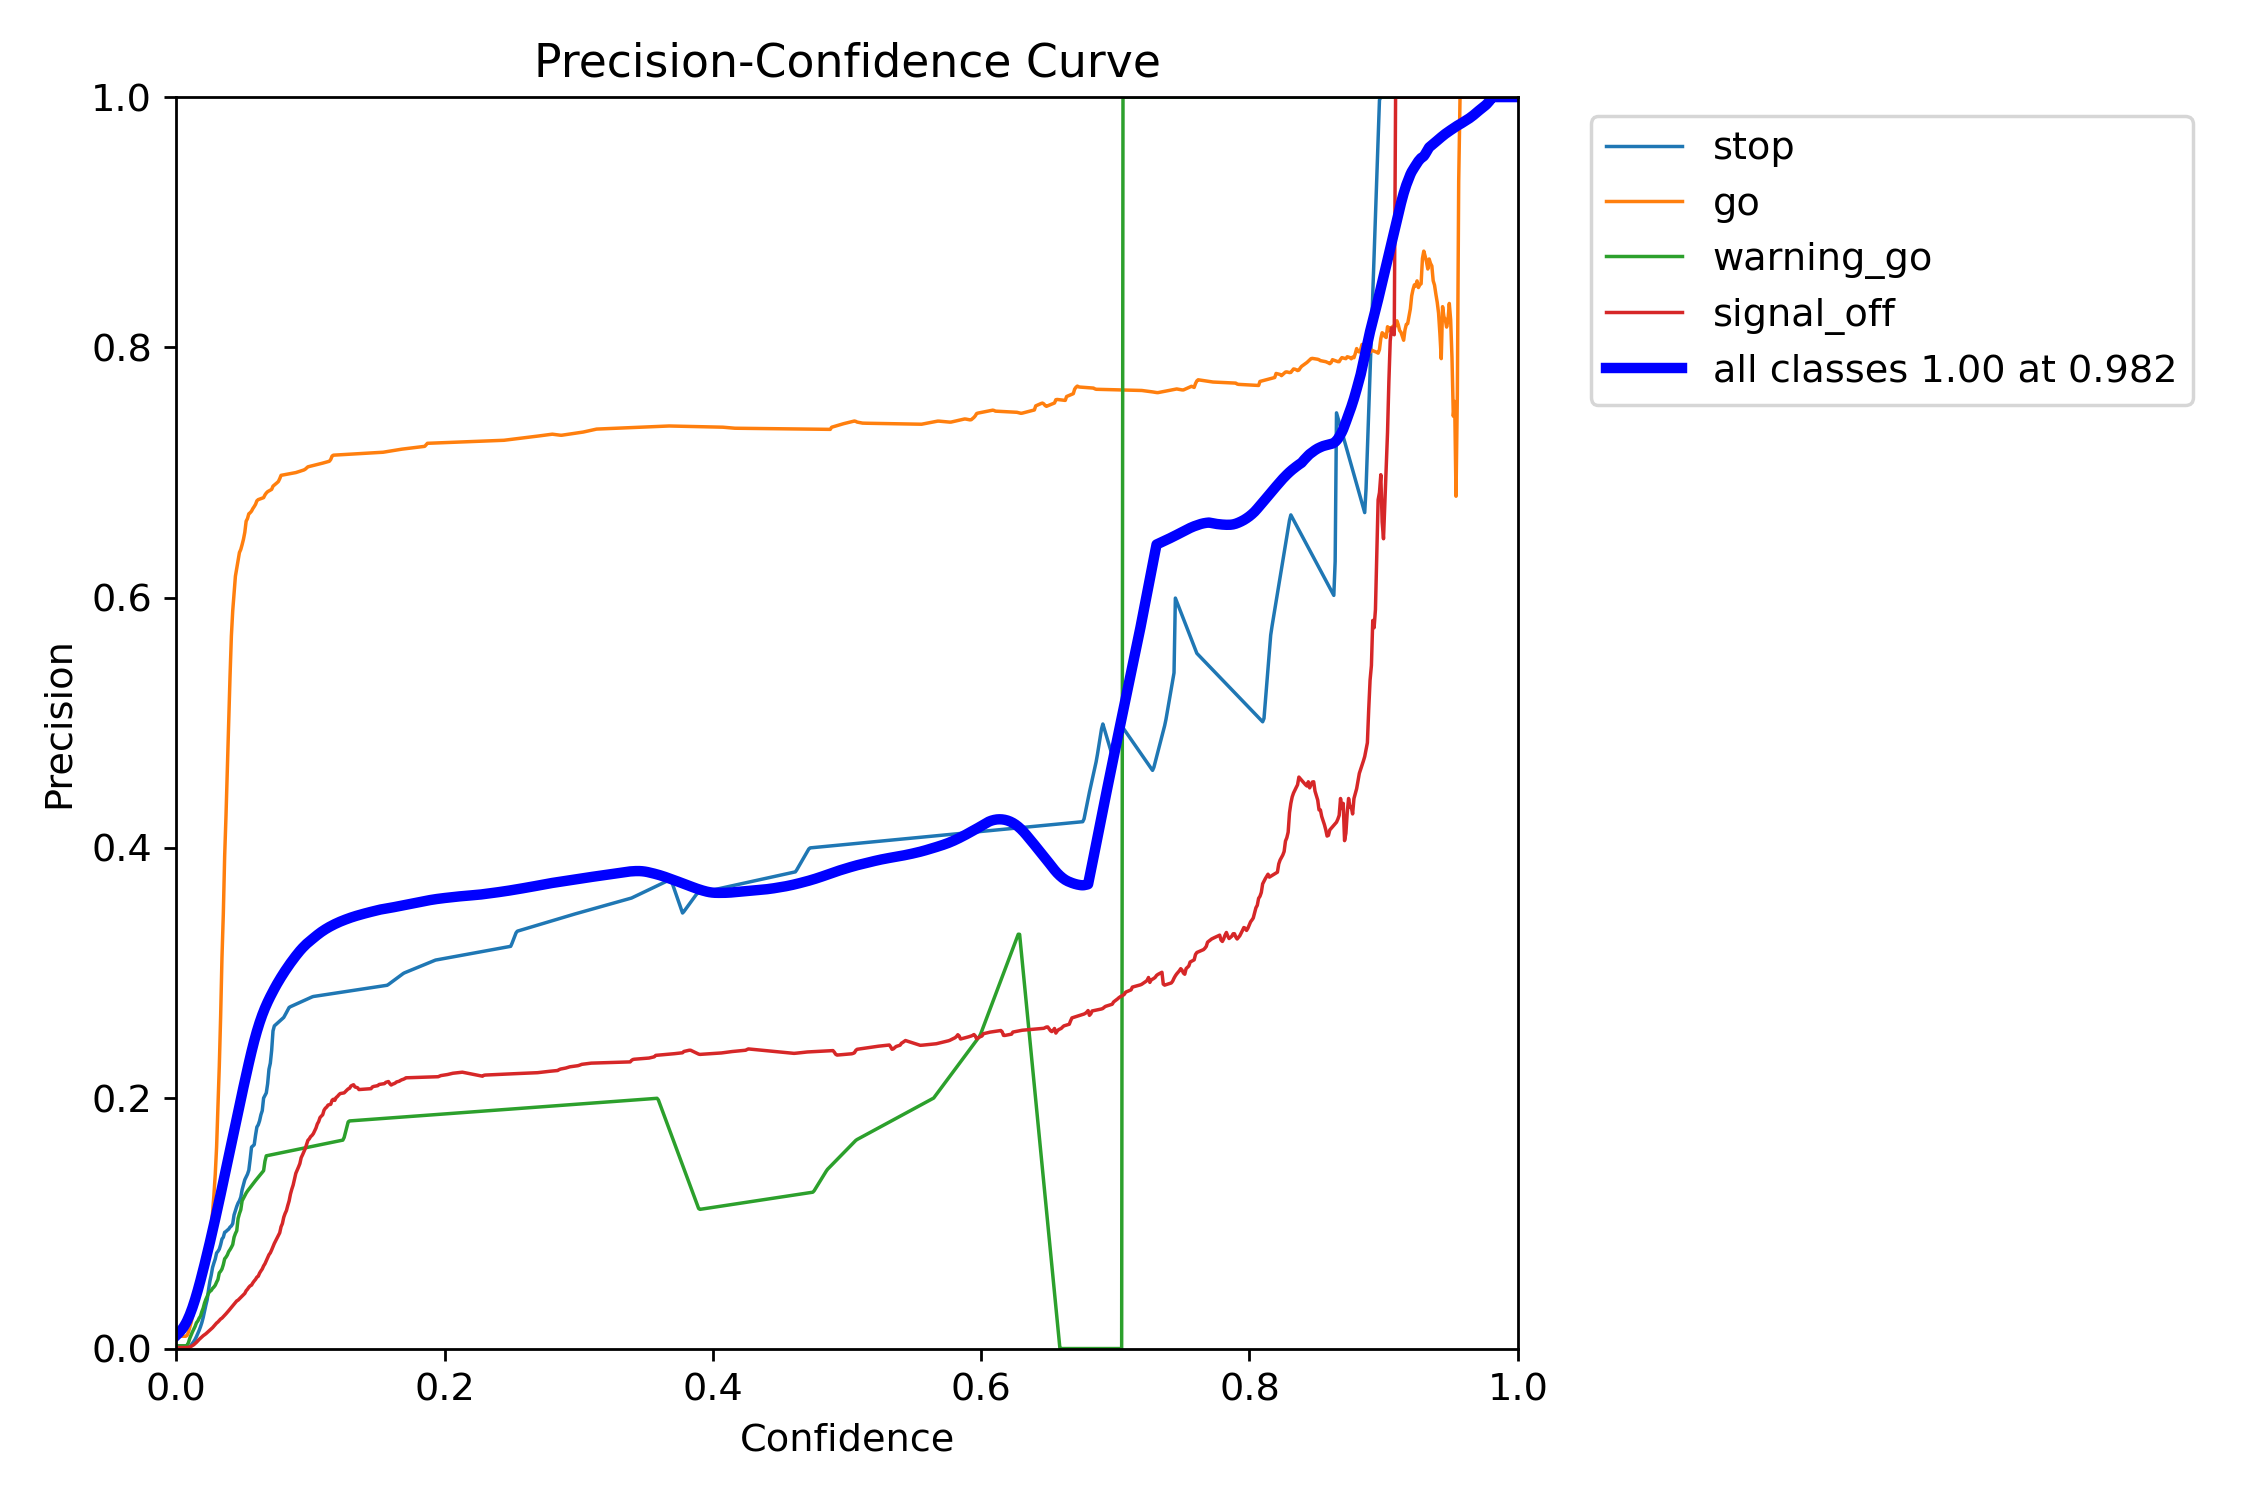 Precision-Confidence Curve
1.0
0.8
0.6
0.4
0.2
0.0
Precision
0.0 0.2 0.4 0.6 0.8 1.0
Confidence
stop
go
warning_go
signal_off
all classes 1.00 at 0.982